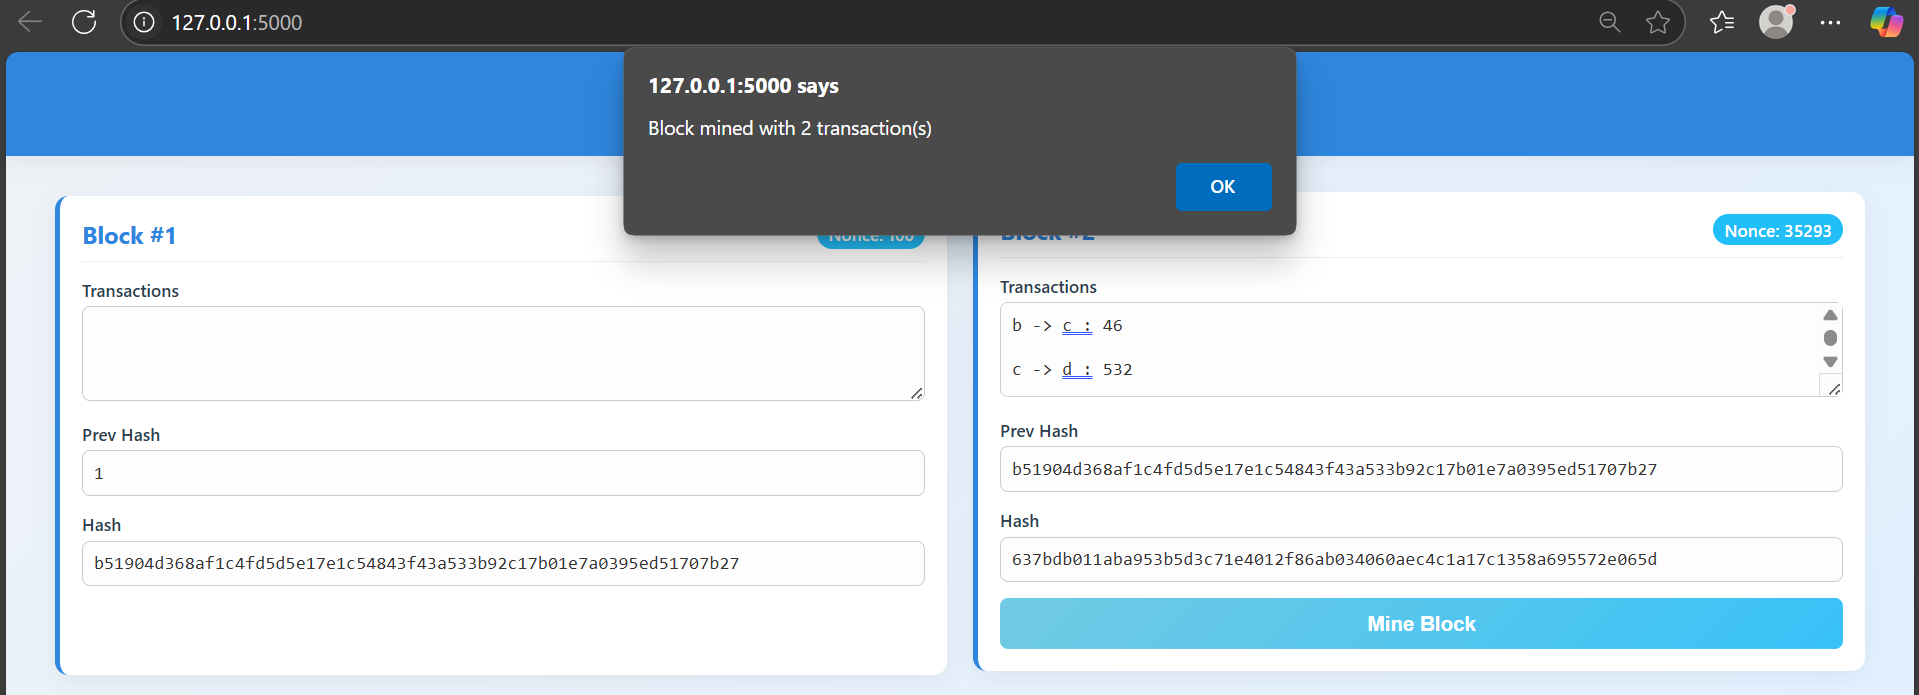 127.0.0.1:5000
127.0.0.1:5000 says
Block mined with 2 transaction(s)
OK
Block #1
Nonce: 100
Transactions
Prev Hash
1
Hash
b51904d368af1c4fd5d5e17e1c54843f43a533b92c17b01e7a0395ed51707b27
Block #2
Nonce: 35293
Transactions
b -> c : 46
c -> d : 532
Prev Hash
b51904d368af1c4fd5d5e17e1c54843f43a533b92c17b01e7a0395ed51707b27
Hash
637bdb011aba953b5d3c71e4012f86ab034060aec4c1a17c1358a695572e065d
Mine Block